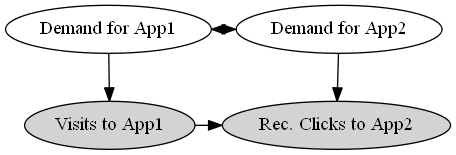 Demand for App1
Demand for App2
Visits to App1
Rec. Clicks to App2